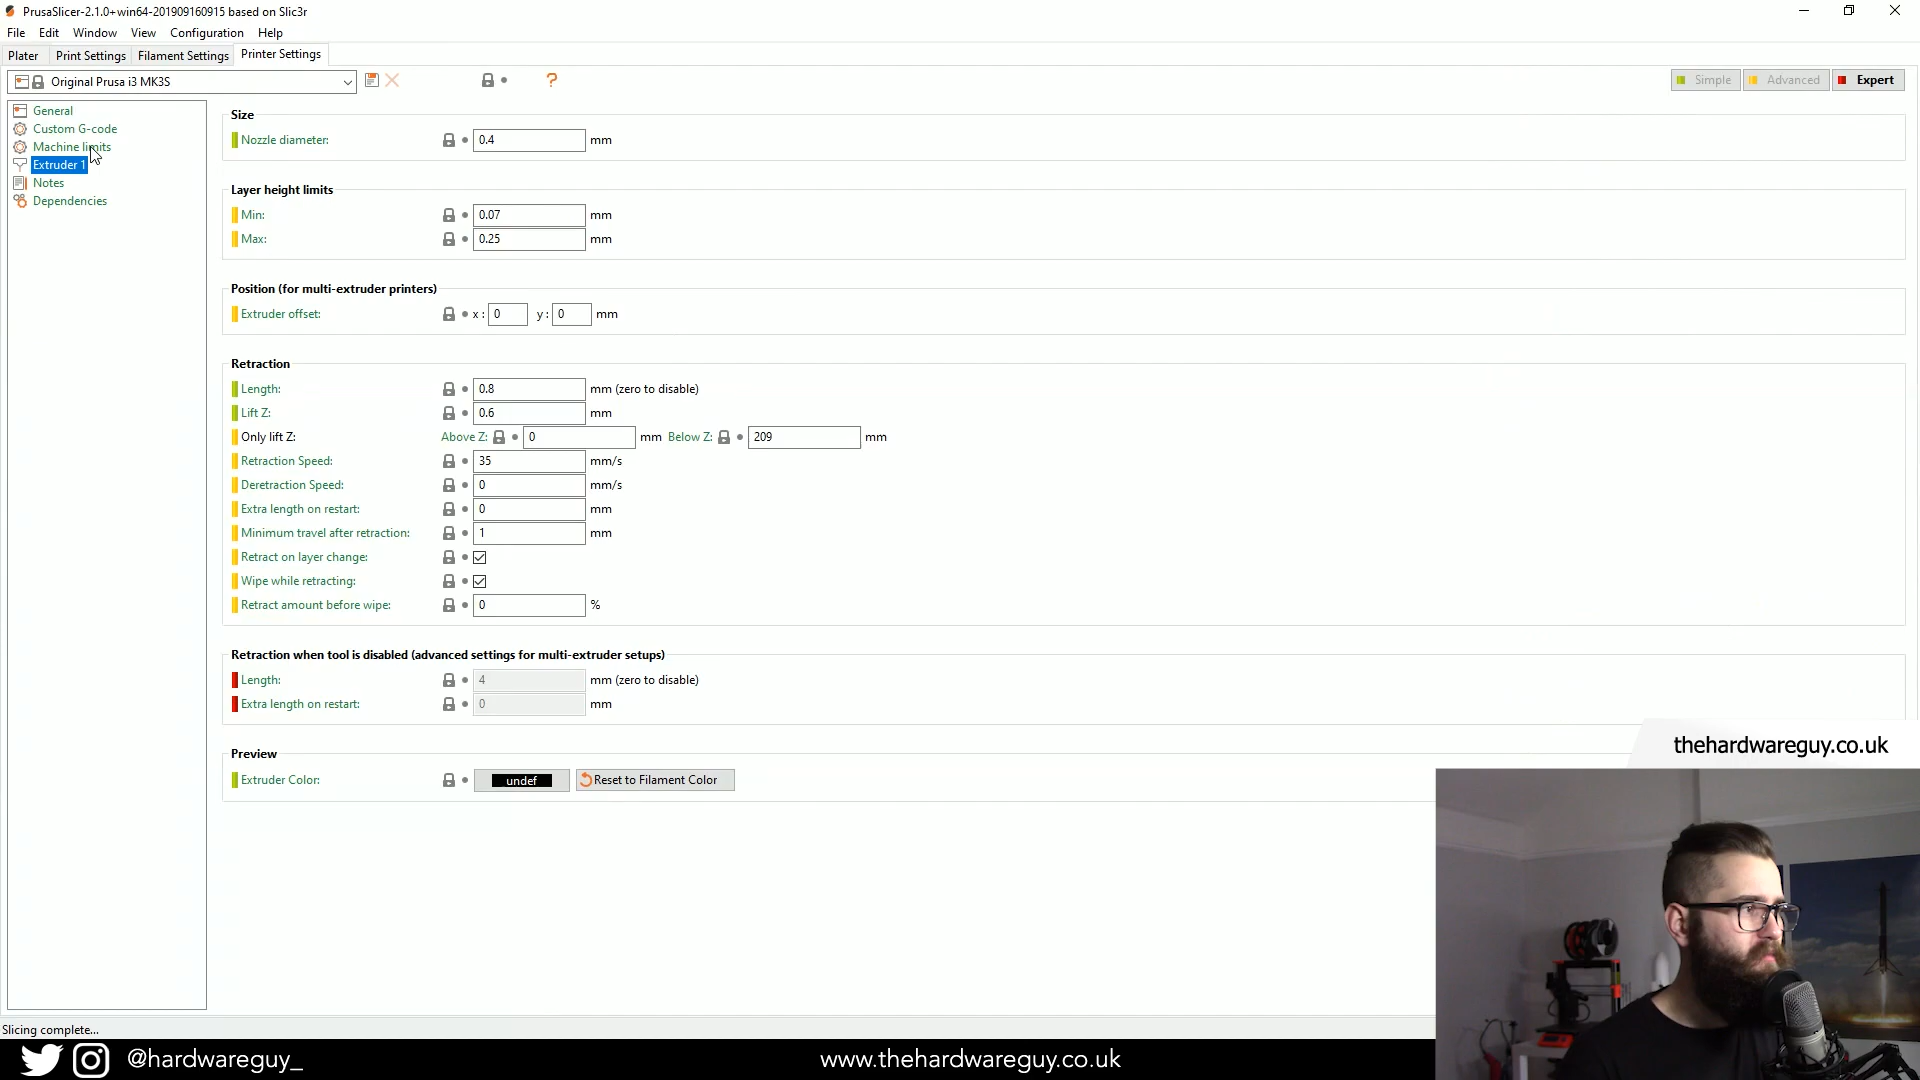 PrusaSlicer-2.1.0+win64-201909160915 based on Slic3r
File Edit Window View Configuration Help
Plater Print Settings Filament Settings Printer Settings
Original Prusa i3 MK3S ? Simple Advanced Expert
General
Custom G-code
Machine limits
Extruder 1
Notes
Dependencies
Size
Nozzle diameter: 0.4 mm
Layer height limits
Min: 0.07 mm
Max: 0.25 mm
Position (for multi-extruder printers)
Extruder offset: x : 0 y : 0 mm
Retraction
Length: 0.8 mm (zero to disable)
Lift Z: 0.6 mm
Only lift Z: Above Z: 0 mm Below Z: 209 mm
Retraction Speed: 35 mm/s
Deretraction Speed: 0 mm/s
Extra length on restart: 0 mm
Minimum travel after retraction: 1 mm
Retract on layer change:
Wipe while retracting:
Retract amount before wipe: 0 %
Retraction when tool is disabled (advanced settings for multi-extruder setups)
Length: 4 mm (zero to disable)
Extra length on restart: 0 mm
Preview
Extruder Color: undef Reset to Filament Color
thehardwareguy.co.uk
Slicing complete...
@hardwareguy_ www.thehardwareguy.co.uk